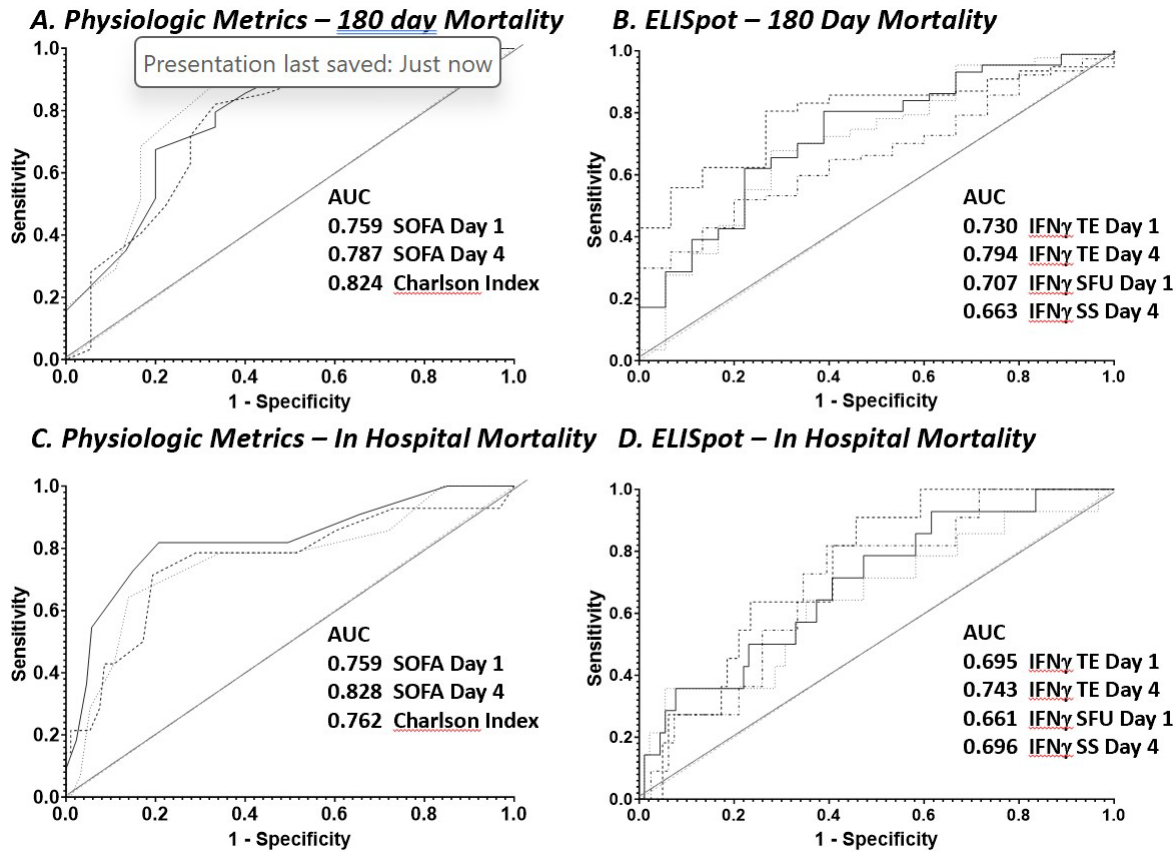 A. Physiologic Metrics – 180 day Mortality
Presentation last saved: Just now
1.0
0.8
0.6
0.4
0.2
0.0
Sensitivity
AUC
0.759 SOFA Day 1
0.787 SOFA Day 4
0.824 Charlson Index
0.0 0.2 0.4 0.6 0.8 1.0
1 - Specificity
B. ELISpot – 180 Day Mortality
1.0
0.8
0.6
0.4
0.2
0.0
Sensitivity
AUC
0.730 IFNγ TE Day 1
0.794 IFNγ TE Day 4
0.707 IFNγ SFU Day 1
0.663 IFNγ SS Day 4
0.0 0.2 0.4 0.6 0.8 1.0
1 - Specificity
C. Physiologic Metrics – In Hospital Mortality
1.0
0.8
0.6
0.4
0.2
0.0
Sensitivity
AUC
0.759 SOFA Day 1
0.828 SOFA Day 4
0.762 Charlson Index
0.0 0.2 0.4 0.6 0.8 1.0
1 - Specificity
D. ELISpot – In Hospital Mortality
1.0
0.8
0.6
0.4
0.2
0.0
Sensitivity
AUC
0.695 IFNγ TE Day 1
0.743 IFNγ TE Day 4
0.661 IFNγ SFU Day 1
0.696 IFNγ SS Day 4
0.0 0.2 0.4 0.6 0.8 1.0
1 - Specificity